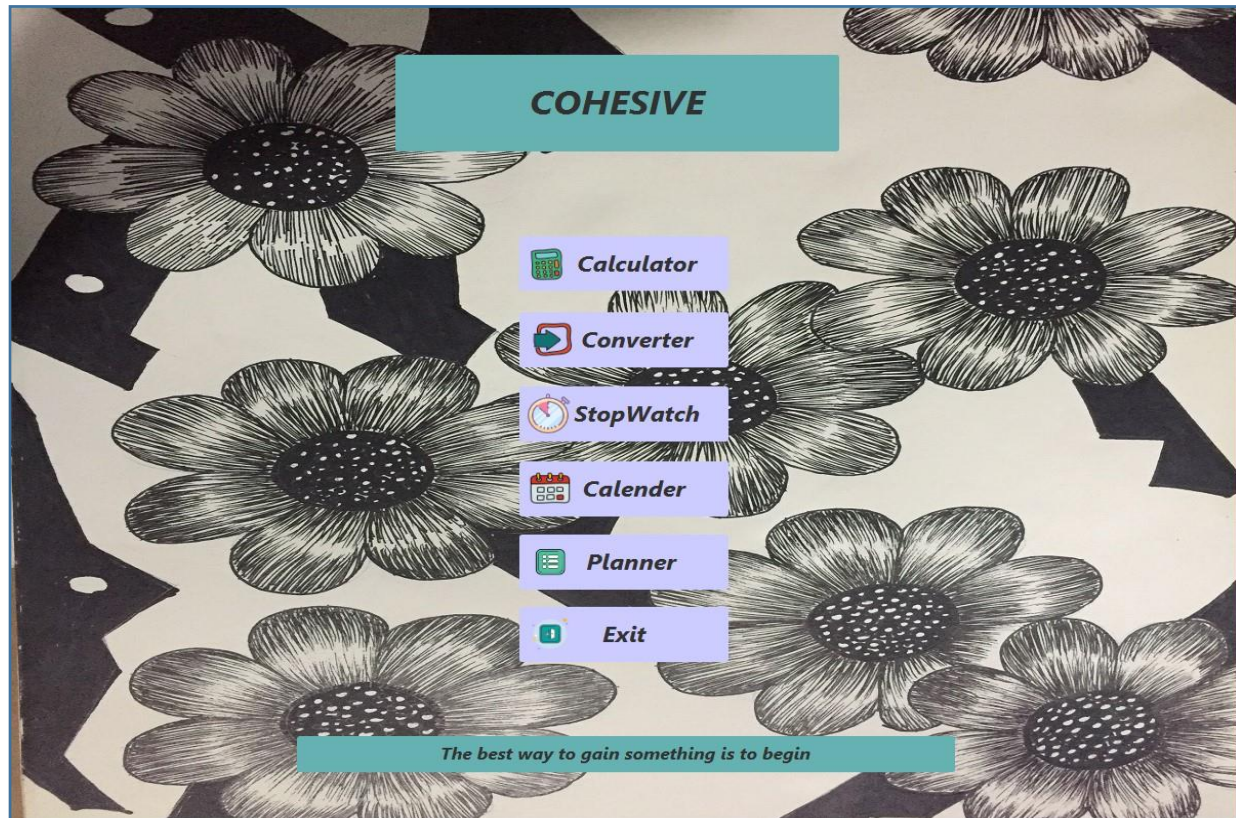 COHESIVE
Calculator
Converter
StopWatch
Calender
Planner
Exit
The best way to gain something is to begin